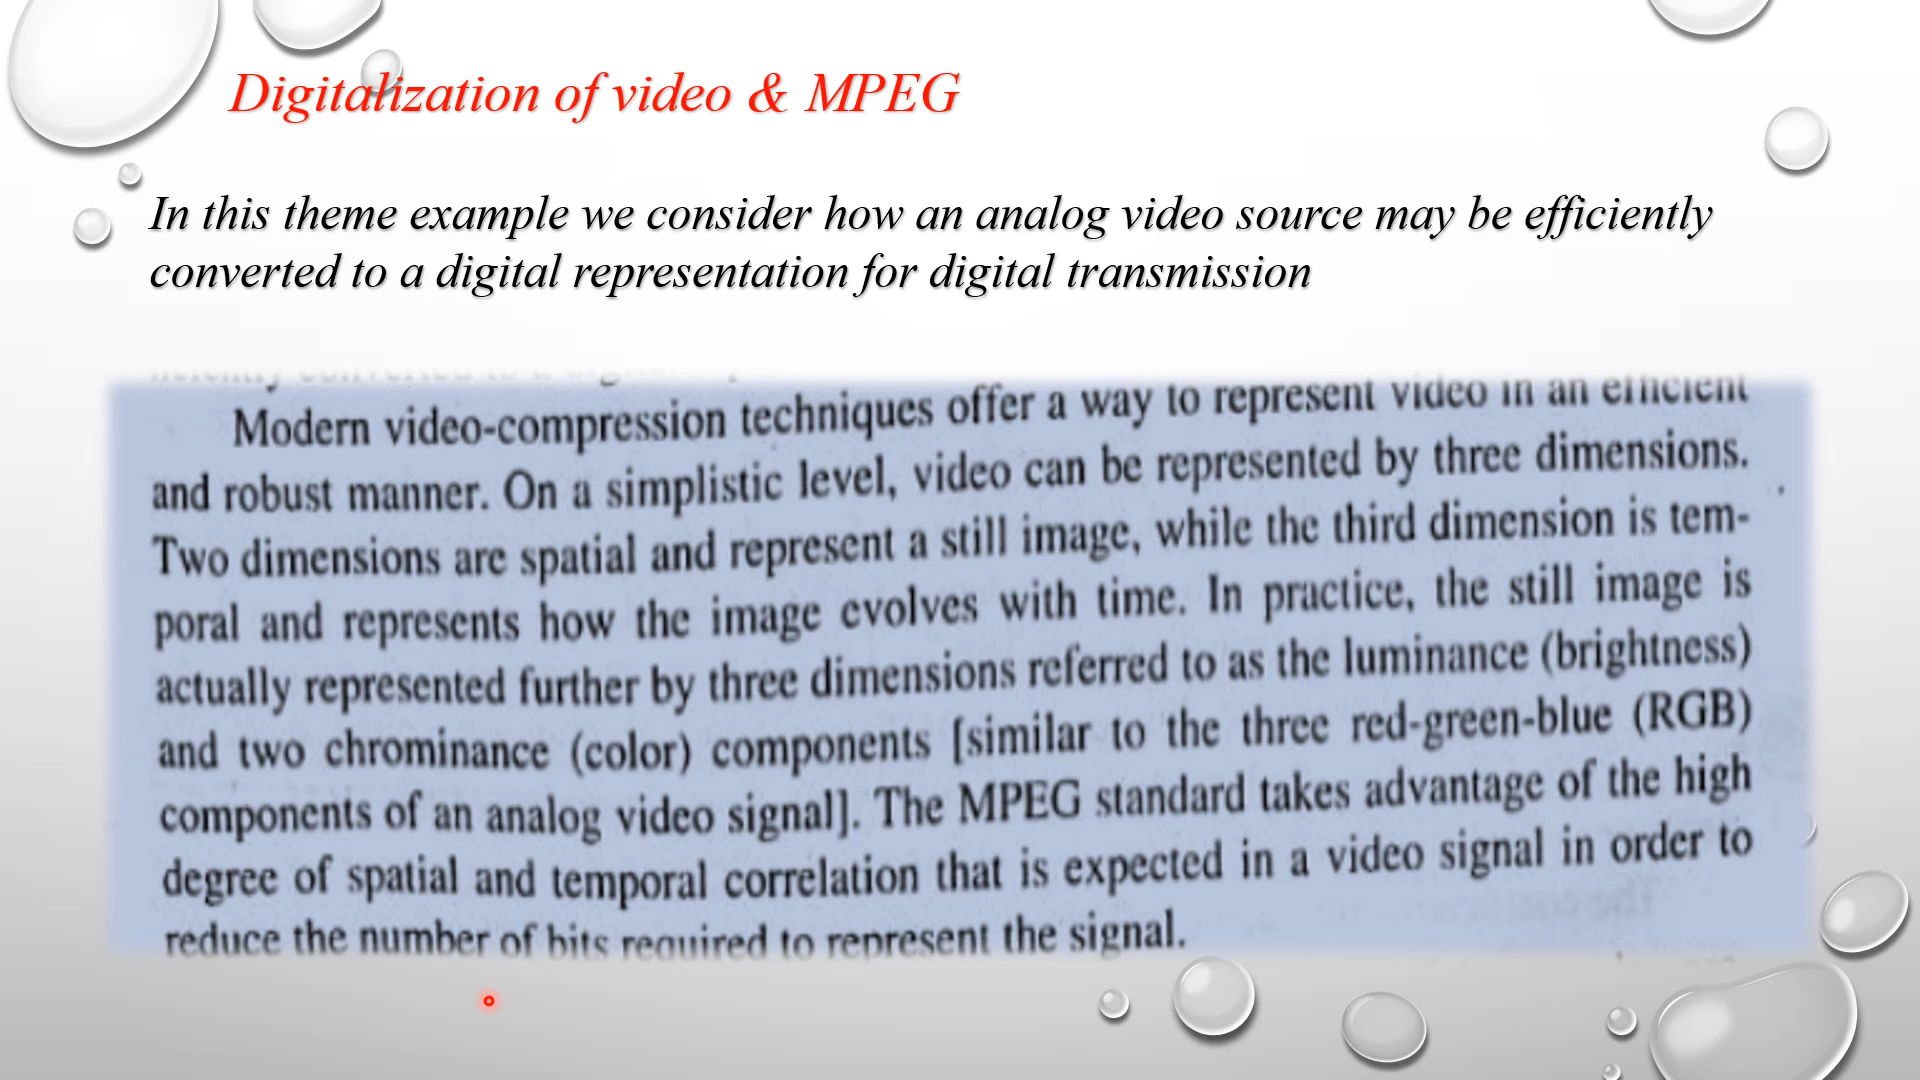 Digitalization of video & MPEG
In this theme example we consider how an analog video source may be efficiently
converted to a digital representation for digital transmission
Modern video-compression techniques offer a way to represent video in an efficient
and robust manner. On a simplistic level, video can be represented by three dimensions.
Two dimensions are spatial and represent a still image, while the third dimension is tem-
poral and represents how the image evolves with time. In practice, the still image is
actually represented further by three dimensions referred to as the luminance (brightness)
and two chrominance (color) components [similar to the three red-green-blue (RGB)
components of an analog video signal]. The MPEG standard takes advantage of the high
degree of spatial and temporal correlation that is expected in a video signal in order to
reduce the number of bits required to represent the signal.